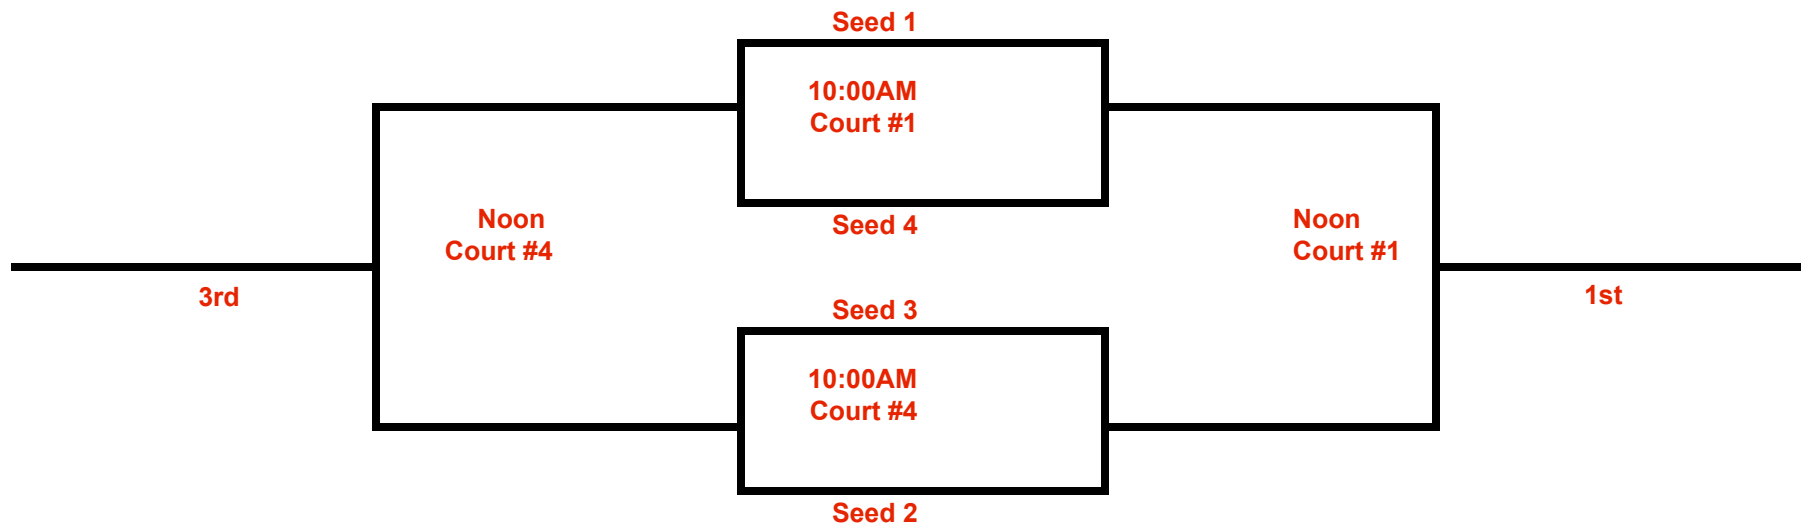 Seed 1
10:00AM
Court #1
Seed 4
Noon
Court #4
Noon
Court #1
3rd
1st
Seed 3
10:00AM
Court #4
Seed 2